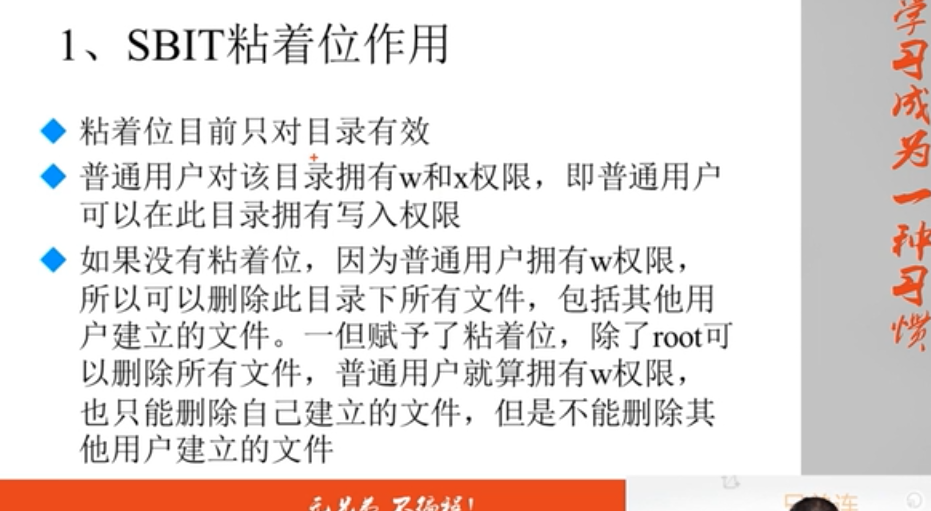 1、SBIT粘着位作用
粘着位目前只对目录有效
普通用户对该目录拥有w和x权限，即普通用户
可以在此目录拥有写入权限
如果没有粘着位，因为普通用户拥有w权限，
所以可以删除此目录下所有文件，包括其他用
户建立的文件。一但赋予了粘着位，除了root可
以删除所有文件，普通用户就算拥有w权限，
也只能删除自己建立的文件，但是不能删除其
他用户建立的文件
学习成为一种习惯